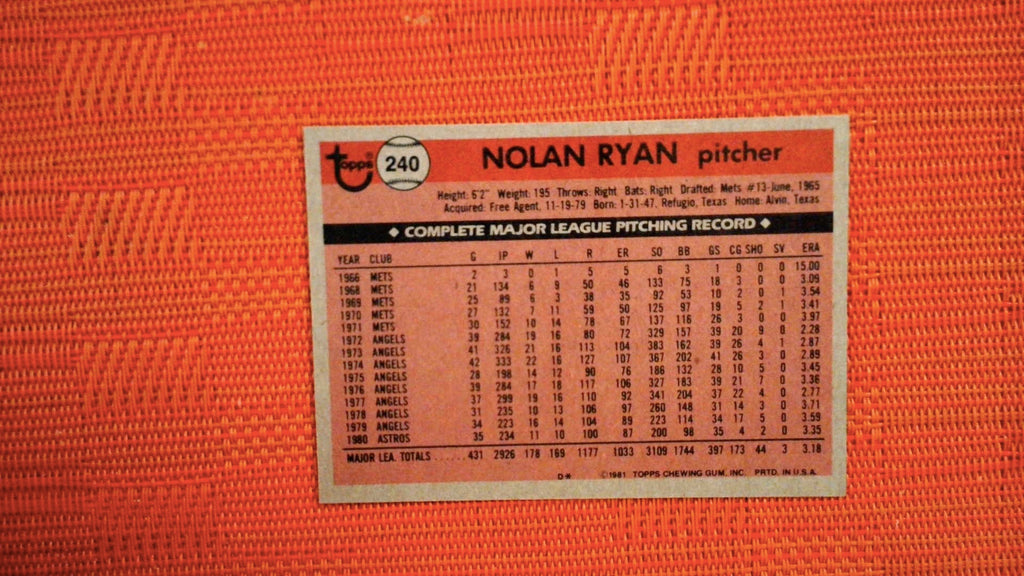 topps® 240 NOLAN RYAN pitcher
Height: 6'2" Weight: 195 Throws: Right Bats: Right Drafted: Mets #13-June, 1965
Acquired: Free Agent, 11-19-79 Born: 1-31-47, Refugio, Texas Home: Alvin, Texas
◆ COMPLETE MAJOR LEAGUE PITCHING RECORD ◆
YEAR CLUB G IP W L R ER SO BB GS CG SHO SV ERA
1966 METS 2 3 0 1 5 5 6 3 1 0 0 0 15.00
1968 METS 21 134 6 9 50 46 133 75 18 3 0 0 3.09
1969 METS 25 89 6 3 38 35 92 53 10 2 0 1 3.54
1970 METS 27 132 7 11 59 50 125 97 19 5 2 1 3.41
1971 METS 30 152 10 14 78 67 137 116 26 3 0 0 3.97
1972 ANGELS 39 284 19 16 80 72 329 157 39 20 9 0 2.28
1973 ANGELS 41 326 21 16 113 104 383 162 39 26 4 1 2.87
1974 ANGELS 42 333 22 16 127 107 367 202 41 26 3 0 2.89
1975 ANGELS 28 198 14 12 90 76 186 132 28 10 5 0 3.45
1976 ANGELS 39 284 17 18 117 106 327 183 39 21 7 0 3.36
1977 ANGELS 37 299 19 16 110 92 341 204 37 22 4 0 2.77
1978 ANGELS 31 235 10 13 106 97 260 148 31 14 3 0 3.71
1979 ANGELS 34 223 16 14 104 89 223 114 34 17 5 0 3.59
1980 ASTROS 35 234 11 10 100 87 200 98 35 4 2 0 3.35
MAJOR LEA. TOTALS ...... 431 2926 178 169 1177 1033 3109 1744 397 173 44 3 3.18
D* ©1981 TOPPS CHEWING GUM, INC. PRTD. IN U.S.A.